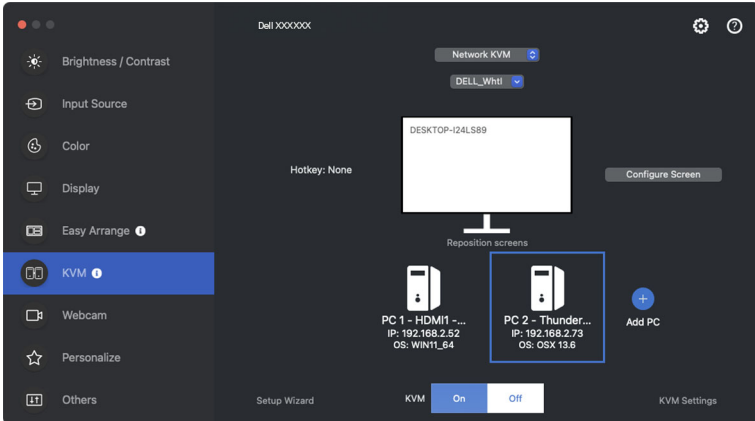 Dell XXXXXX
Brightness / Contrast
Input Source
Color
Display
Easy Arrange
KVM
Webcam
Personalize
Others
Network KVM
DELL_Whtl
DESKTOP-I24LS89
Hotkey: None
Configure Screen
Reposition screens
PC 1 - HDMI1 -...
IP: 192.168.2.52
OS: WIN11_64
PC 2 - Thunder...
IP: 192.168.2.73
OS: OSX 13.6
Add PC
Setup Wizard
KVM
On
Off
KVM Settings